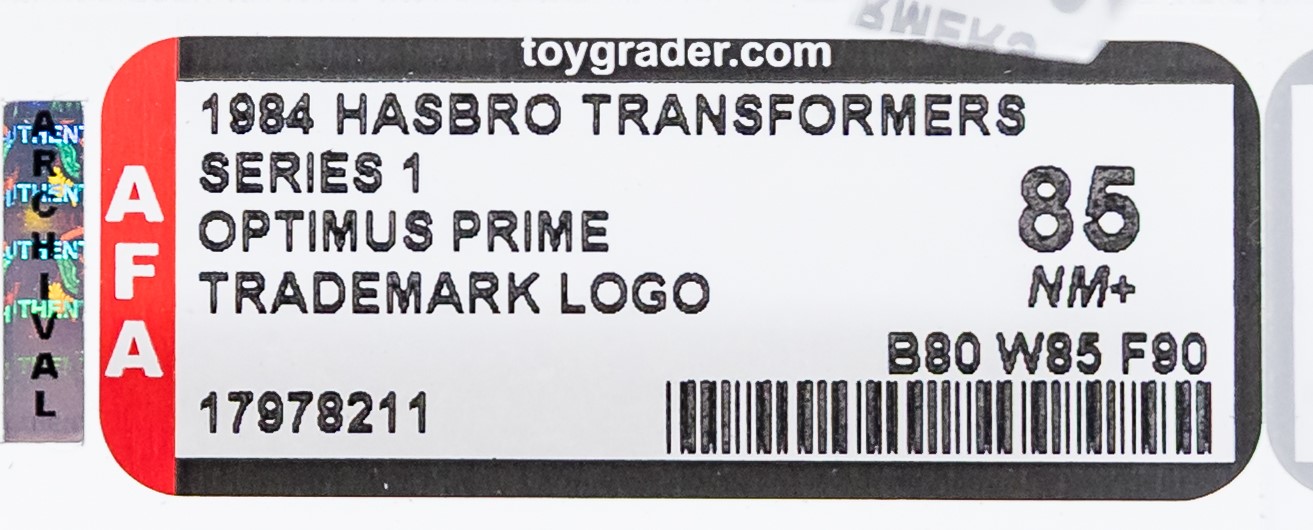 RMERS
toygrader.com
ARCHIVAL
AFA
1984 HASBRO TRANSFORMERS
SERIES 1
OPTIMUS PRIME
TRADEMARK LOGO
85
NM+
B80 W85 F90
17978211